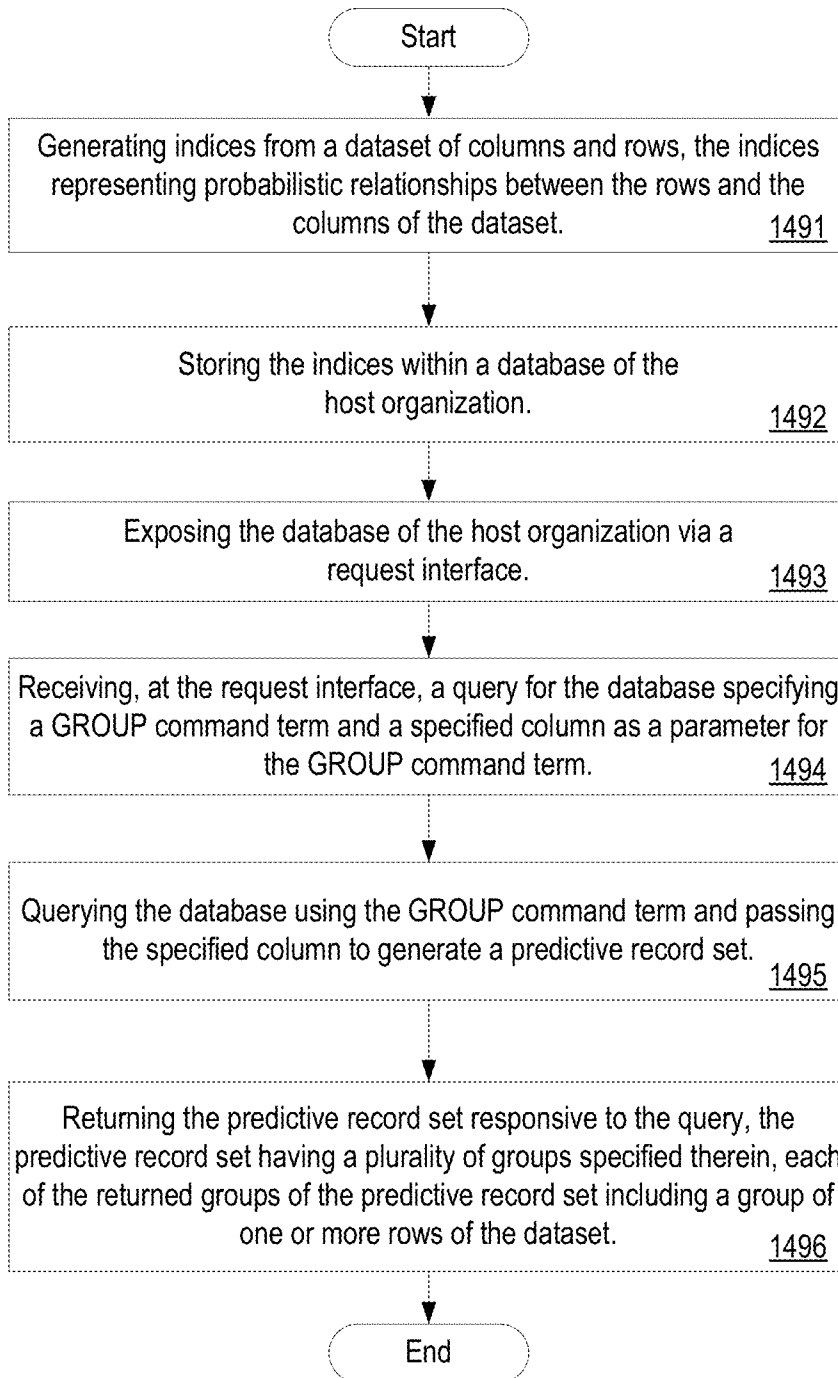 Start
Generating indices from a dataset of columns and rows, the indices
representing probabilistic relationships between the rows and the
columns of the dataset.
1491
Storing the indices within a database of the
host organization.
1492
Exposing the database of the host organization via a
request interface.
1493
Receiving, at the request interface, a query for the database specifying
a GROUP command term and a specified column as a parameter for
the GROUP command term.
1494
Querying the database using the GROUP command term and passing
the specified column to generate a predictive record set.
1495
Returning the predictive record set responsive to the query, the
predictive record set having a plurality of groups specified therein, each
of the returned groups of the predictive record set including a group of
one or more rows of the dataset.
1496
End